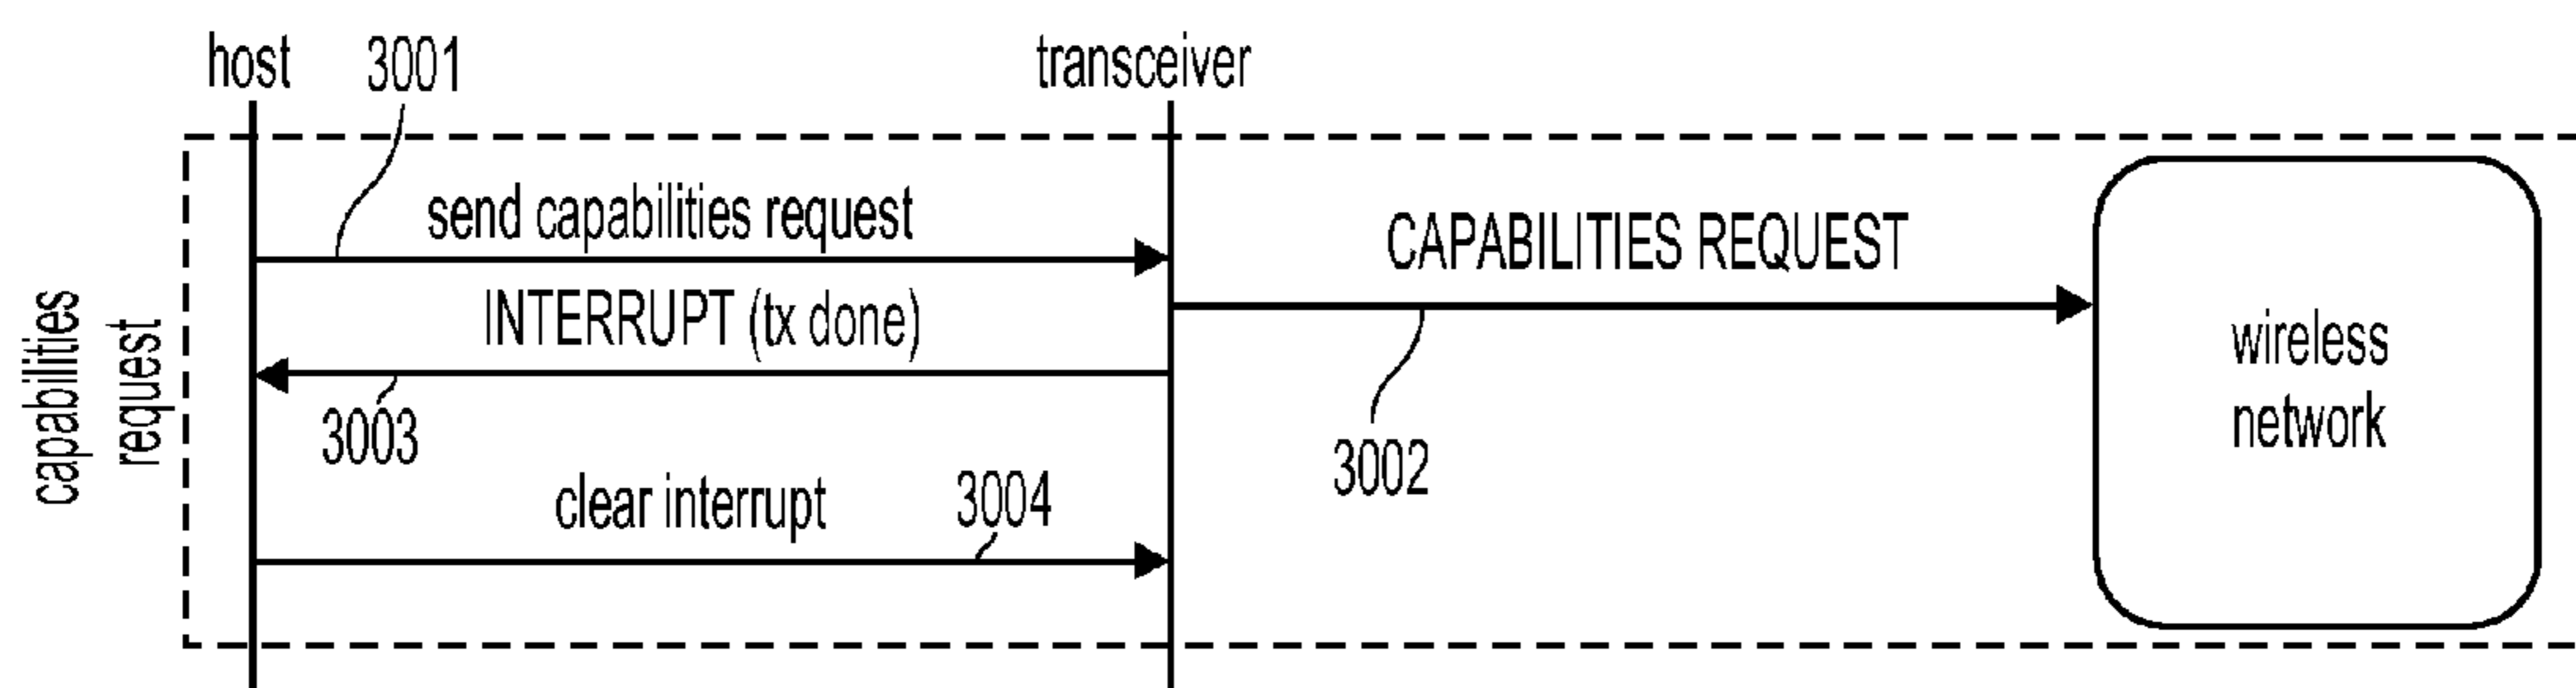 host
3001
transceiver
send capabilities request
CAPABILITIES REQUEST
INTERRUPT (tx done)
capabilities
request
wireless
network
3003
3002
clear interrupt
3004